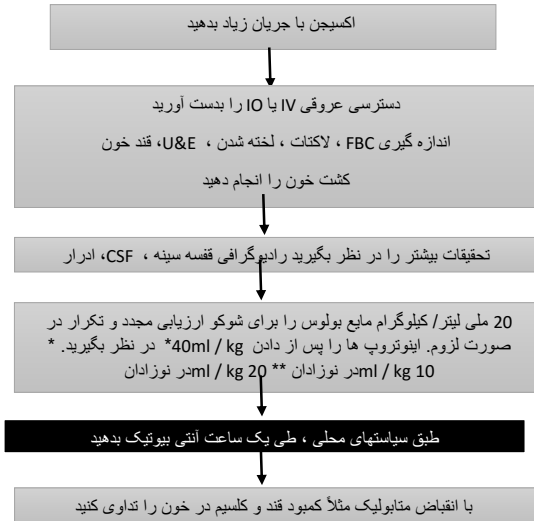 اکسیجن با جریان زیاد بدهید
دسترسی عروقی IV یا IO را بدست آورید
اندازه گیری FBC ، لاکتات ، لخته شدن ، U&E، قند خون
کشت خون را انجام دهید
تحقیقات بیشتر را در نظر بگیرید رادیوگرافی قفسه سینه ، CSF، ادرار
20 ملی لیتر/ کیلوگرام مایع بولوس را برای شوکو ارزیابی مجدد و تکرار در
صورت لزوم. اینوتروپ ها را پس از دادن 40ml / kg* در نظر بگیرید. *
10 ml / kgدر نوزادان ** 20 ml / kgدر نوزادان
طبق سیاستهای محلی ، طی یک ساعت آنتی بیوتیک بدهید
با انقباض متابولیک مثلاً کمبود قند و کلسیم در خون را تداوی کنید